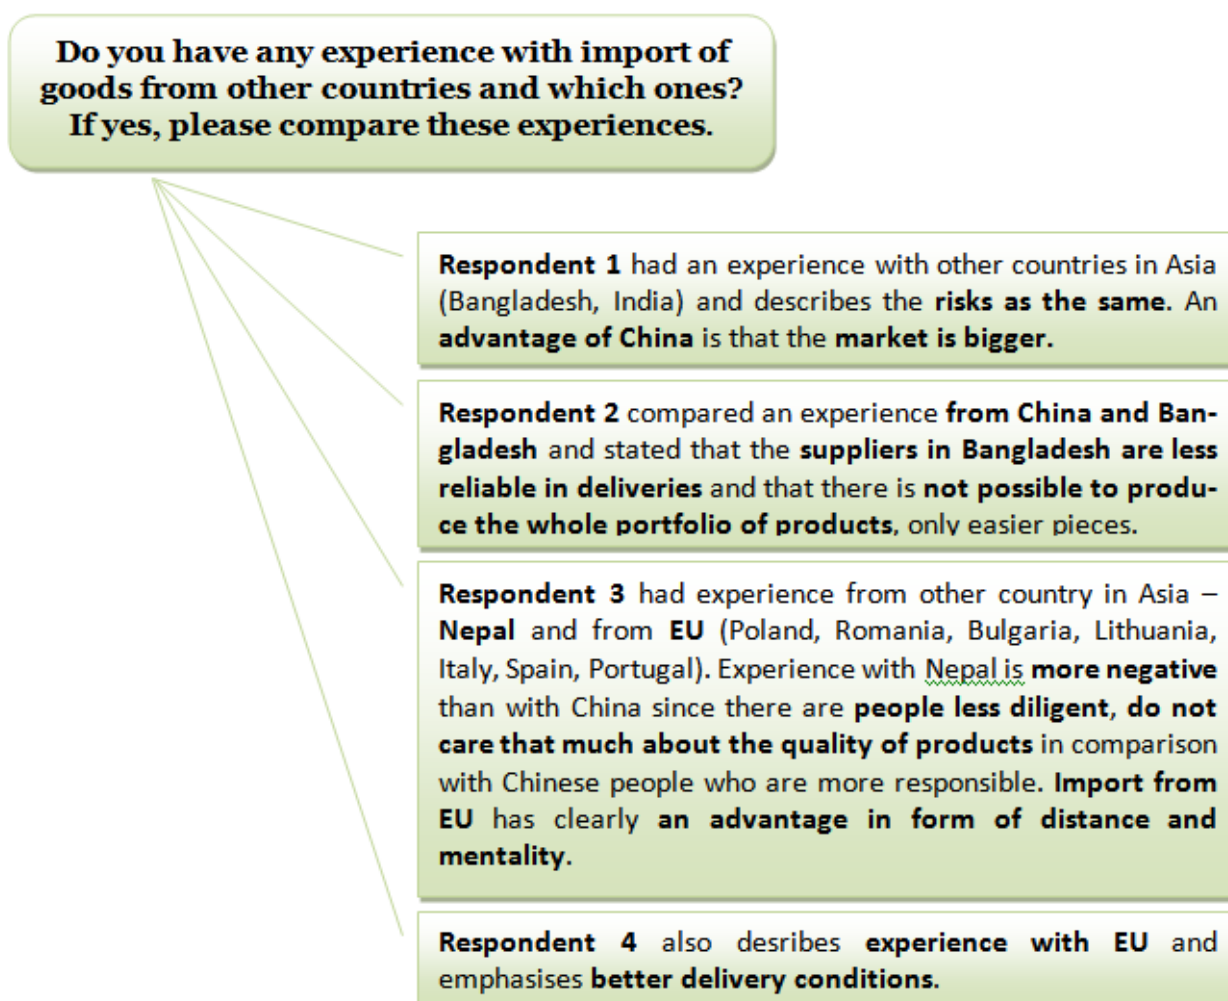 Do you have any experience with import of
goods from other countries and which ones?
If yes, please compare these experiences.
Respondent 1 had an experience with other countries in Asia
(Bangladesh, India) and describes the risks as the same. An
advantage of China is that the market is bigger.
Respondent 2 compared an experience from China and Ban-
gladesh and stated that the suppliers in Bangladesh are less
reliable in deliveries and that there is not possible to produ-
ce the whole portfolio of products, only easier pieces.
Respondent 3 had experience from other country in Asia –
Nepal and from EU (Poland, Romania, Bulgaria, Lithuania,
Italy, Spain, Portugal). Experience with Nepal is more negative
than with China since there are people less diligent, do not
care that much about the quality of products in comparison
with Chinese people who are more responsible. Import from
EU has clearly an advantage in form of distance and
mentality.
Respondent 4 also desribes experience with EU and
emphasises better delivery conditions.